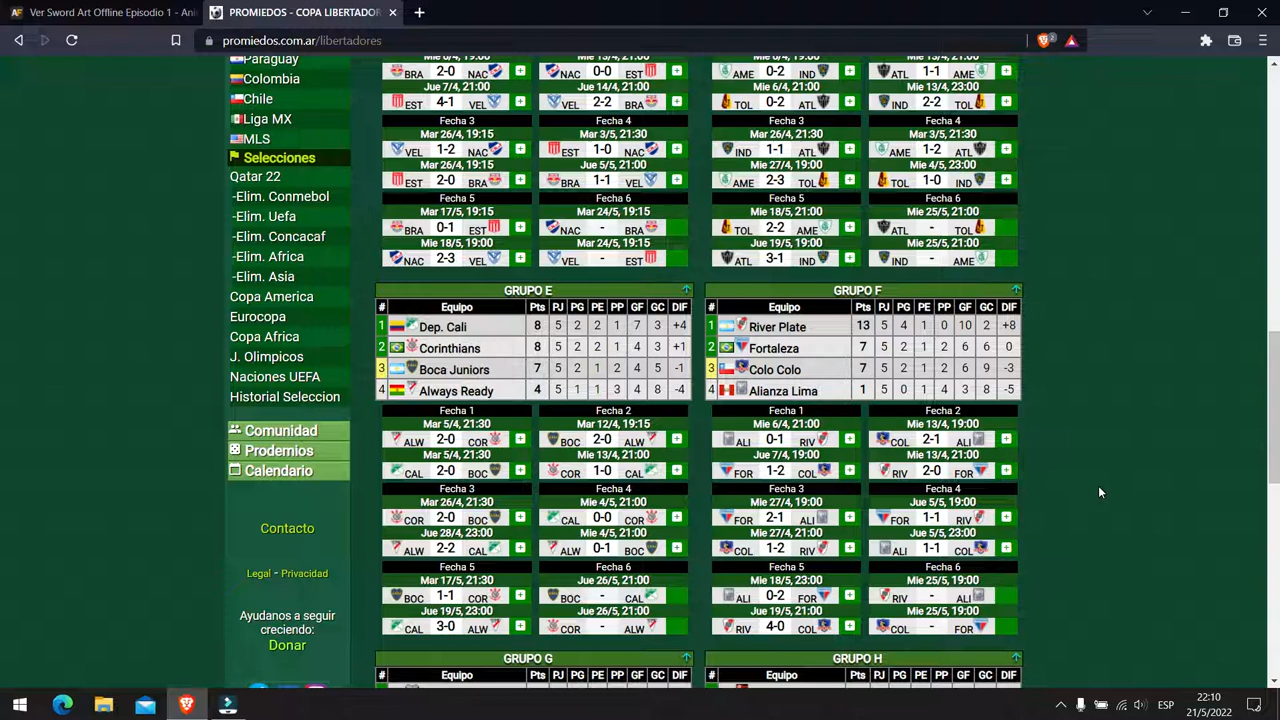 Ver Sword Art Offline Episodio 1 - Ani
PROMIEDOS - COPA LIBERTADOR
promiedos.com.ar/libertadores
2
Paraguay
Colombia
Chile
Liga MX
MLS
Selecciones
Qatar 22
-Elim. Conmebol
-Elim. Uefa
-Elim. Concacaf
-Elim. Africa
-Elim. Asia
Copa America
Eurocopa
Copa Africa
J. Olimpicos
Naciones UEFA
Historial Seleccion
Comunidad
Prodemios
Calendario
Contacto
Legal - Privacidad
Ayudanos a seguir
creciendo:
Donar
BRA 2-0 NAC NAC 0-0 EST
Jue 7/4, 21:00 Jue 14/4, 21:00
EST 4-1 VEL VEL 2-2 BRA
Fecha 3 Fecha 4
Mar 26/4, 19:15 Mar 3/5, 21:30
VEL 1-2 NAC EST 1-0 NAC
Mar 26/4, 19:15 Jue 5/5, 21:00
EST 2-0 BRA BRA 1-1 VEL
Fecha 5 Fecha 6
Mar 17/5, 19:15 Mar 24/5, 19:15
BRA 0-1 EST NAC - BRA
Mie 18/5, 19:00 Mar 24/5, 19:15
NAC 2-3 VEL VEL - EST
AME 0-2 IND ATL 1-1 AME
Mie 6/4, 21:00 Mie 13/4, 21:00
TOL 0-2 ATL IND 2-2 TOL
Fecha 3 Fecha 4
Mar 26/4, 21:30 Mar 3/5, 21:30
IND 1-1 ATL AME 1-2 ATL
Mie 27/4, 19:00 Mie 4/5, 23:00
AME 2-3 TOL TOL 1-0 IND
Fecha 5 Fecha 6
Mie 18/5, 21:00 Mie 25/5, 21:00
TOL 2-2 AME ATL - TOL
Jue 19/5, 19:00 Mie 25/5, 21:00
ATL 3-1 IND IND - AME
GRUPO E
# Equipo Pts PJ PG PE PP GF GC DIF
1 Dep. Cali 8 5 2 2 1 7 3 +4
2 Corinthians 8 5 2 2 1 4 3 +1
3 Boca Juniors 7 5 2 1 2 4 5 -1
4 Always Ready 4 5 1 1 3 4 8 -4
Fecha 1 Fecha 2
Mar 5/4, 21:30 Mar 12/4, 19:15
ALW 2-0 COR BOC 2-0 ALW
Mar 5/4, 21:30 Mie 13/4, 21:00
CAL 2-0 BOC COR 1-0 CAL
Fecha 3 Fecha 4
Mar 26/4, 21:30 Mie 4/5, 21:00
COR 2-0 BOC CAL 0-0 COR
Jue 28/4, 23:00 Mie 4/5, 21:00
ALW 2-2 CAL ALW 0-1 BOC
Fecha 5 Fecha 6
Mar 17/5, 21:30 Jue 26/5, 21:00
BOC 1-1 COR BOC - CAL
Jue 19/5, 23:00 Jue 26/5, 21:00
CAL 3-0 ALW COR - ALW
GRUPO F
# Equipo Pts PJ PG PE PP GF GC DIF
1 River Plate 13 5 4 1 0 10 2 +8
2 Fortaleza 7 5 2 1 2 6 6 0
3 Colo Colo 7 5 2 1 2 6 9 -3
4 Alianza Lima 1 5 0 1 4 3 8 -5
Fecha 1 Fecha 2
Mie 6/4, 21:00 Mie 13/4, 19:00
ALI 0-1 RIV COL 2-1 ALI
Jue 7/4, 19:00 Mie 13/4, 21:00
FOR 1-2 COL RIV 2-0 FOR
Fecha 3 Fecha 4
Mie 27/4, 19:00 Jue 5/5, 19:00
FOR 2-1 ALI FOR 1-1 RIV
Mie 27/4, 21:00 Jue 5/5, 23:00
COL 1-2 RIV ALI 1-1 COL
Fecha 5 Fecha 6
Mie 18/5, 23:00 Mie 25/5, 19:00
ALI 0-2 FOR RIV - ALI
Jue 19/5, 21:00 Mie 25/5, 19:00
RIV 4-0 COL COL - FOR
GRUPO G
# Equipo Pts PJ PG PE PP GF GC DIF
GRUPO H
# Equipo Pts PJ PG PE PP GF GC DIF
ESP
22:10
21/5/2022